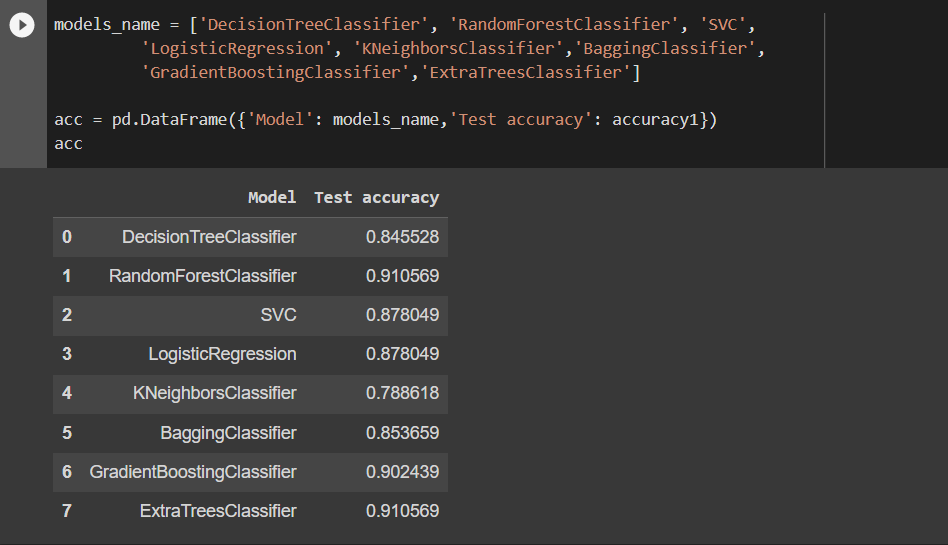 models_name = ['DecisionTreeClassifier', 'RandomForestClassifier', 'SVC',
'LogisticRegression', 'KNeighborsClassifier','BaggingClassifier',
'GradientBoostingClassifier','ExtraTreesClassifier']
acc = pd.DataFrame({'Model': models_name,'Test accuracy': accuracy1})
acc
Model Test accuracy
0 DecisionTreeClassifier 0.845528
1 RandomForestClassifier 0.910569
2 SVC 0.878049
3 LogisticRegression 0.878049
4 KNeighborsClassifier 0.788618
5 BaggingClassifier 0.853659
6 GradientBoostingClassifier 0.902439
7 ExtraTreesClassifier 0.910569